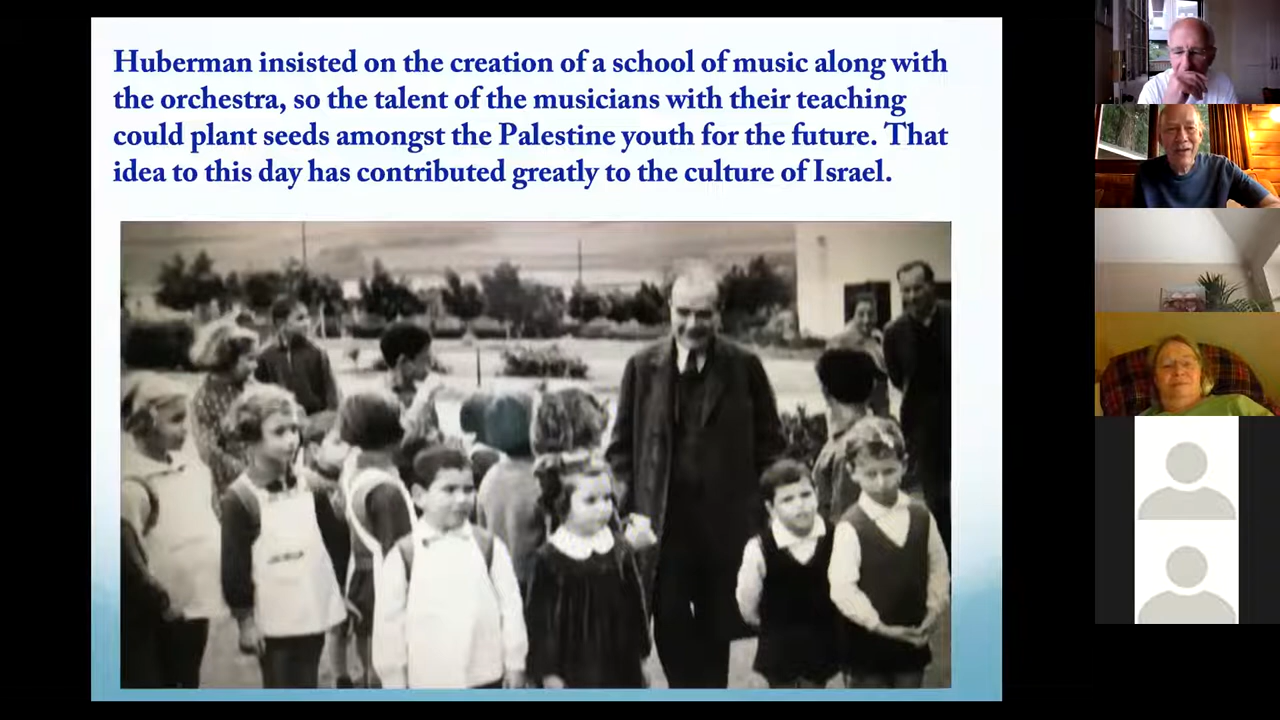 Huberman insisted on the creation of a school of music along with
the orchestra, so the talent of the musicians with their teaching
could plant seeds amongst the Palestine youth for the future. That
idea to this day has contributed greatly to the culture of Israel.